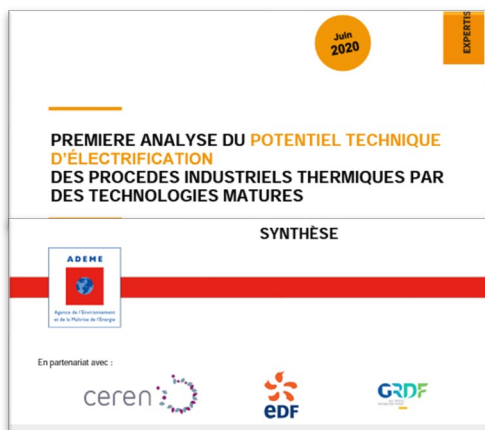 Juin
2020
EXPERTIS
PREMIERE ANALYSE DU POTENTIEL TECHNIQUE
D'ÉLECTRIFICATION
DES PROCEDES INDUSTRIELS THERMIQUES PAR
DES TECHNOLOGIES MATURES
SYNTHÈSE
ADEME
Agence de l'Environnement
et de la Maîtrise de l'Energie
En partenariat avec :
ceren
eDF
GRDF